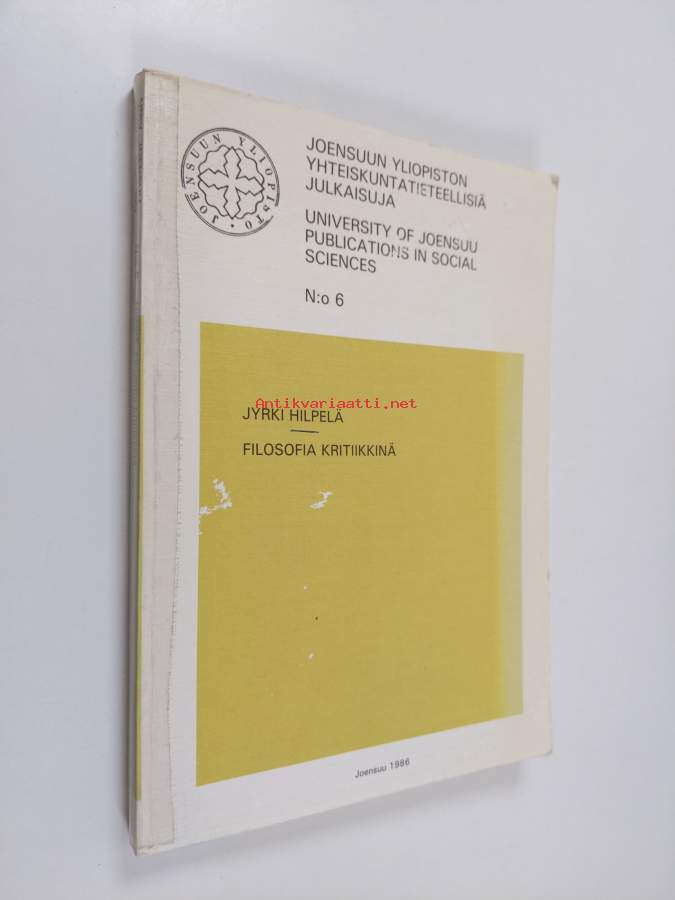 JOENSUUN YLIOPISTO
JOENSUUN YLIOPISTON
YHTEISKUNTATIETEELLISIÄ
JULKAISUJA
UNIVERSITY OF JOENSUU
PUBLICATIONS IN SOCIAL
SCIENCES
N:o 6
Antikvariaatti.net
JYRKI HILPELÄ
FILOSOFIA KRITIIKKINÄ
Joensuu 1986